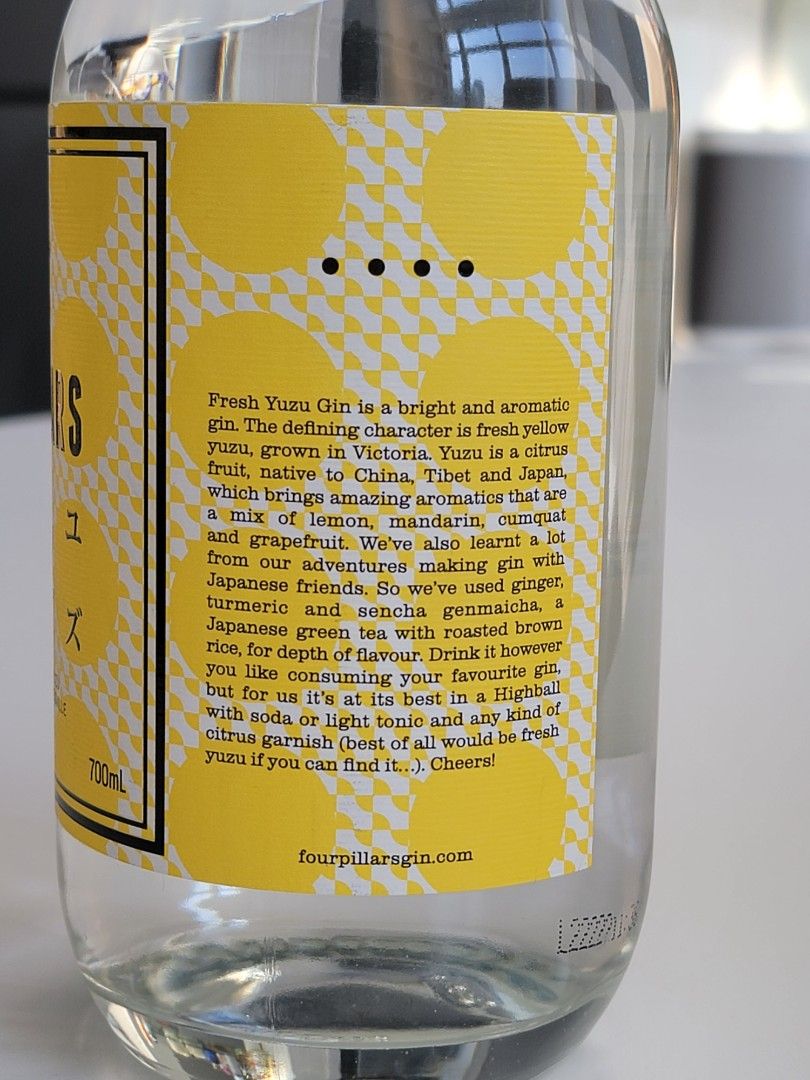 RS
ユ
ズ
700mL
Fresh Yuzu Gin is a bright and aromatic
gin. The defining character is fresh yellow
yuzu, grown in Victoria. Yuzu is a citrus
fruit, native to China, Tibet and Japan,
which brings amazing aromatics that are
a mix of lemon, mandarin, cumquat
and grapefruit. We've also learnt a lot
from our adventures making gin with
Japanese friends. So we've used ginger,
turmeric and sencha genmaicha, a
Japanese green tea with roasted brown
rice, for depth of flavour. Drink it however
you like consuming your favourite gin,
but for us it's at its best in a Highball
with soda or light tonic and any kind of
citrus garnish (best of all would be fresh
yuzu if you can find it...). Cheers!
fourpillarsgin.com